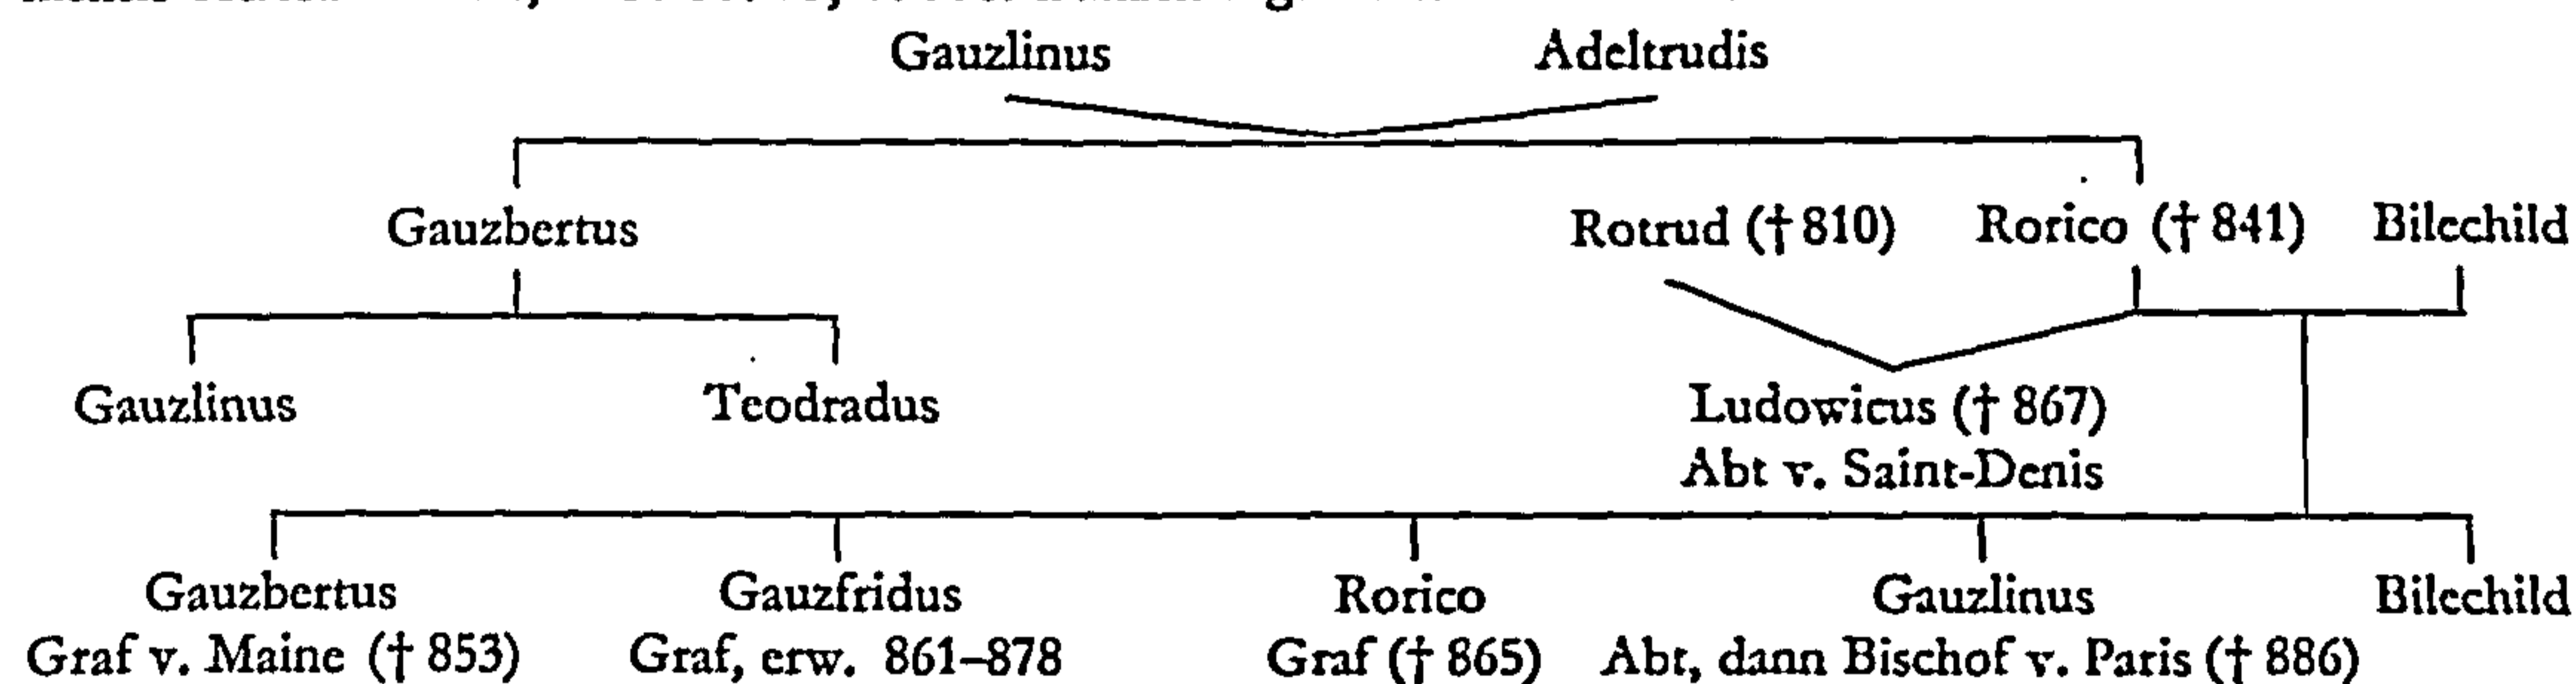 Gauzlinus Adeltrudis
Gauzbertus Rotrud († 810) Rorico († 841) Bilechild
Gauzlinus Teodradus Ludowicus († 867)
Abt v. Saint-Denis
Gauzbertus Gauzfridus Rorico Gauzlinus Bilechild
Graf v. Maine († 853) Graf, erw. 861–878 Graf († 865) Abt, dann Bischof v. Paris († 886)